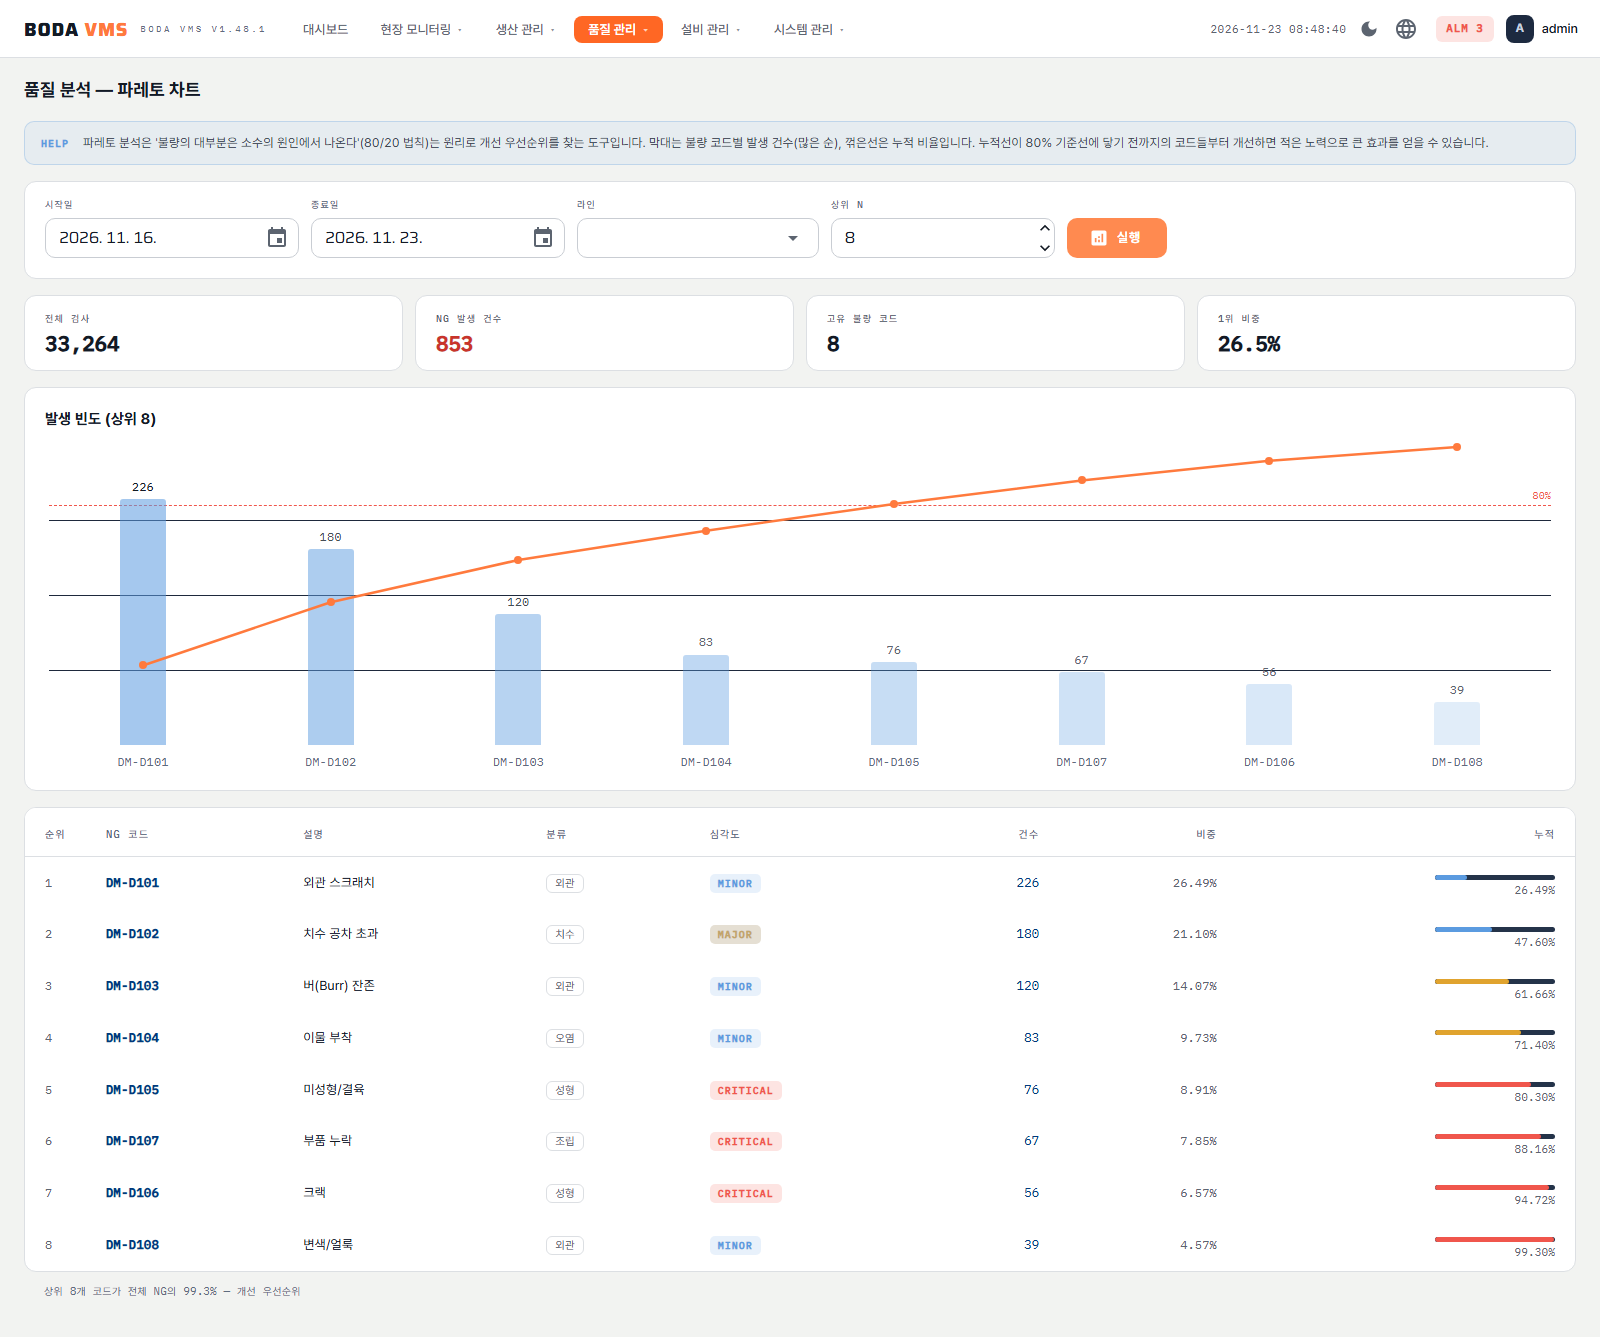 BODA VMS BODA VMS V1.48.1 대시보드 현장 모니터링 생산 관리 품질 관리 설비 관리 시스템 관리 2026-11-23 08:48:40 ALM 3 A admin
품질 분석 — 파레토 차트
HELP 파레토 분석은 '불량의 대부분은 소수의 원인에서 나온다'(80/20 법칙)는 원리로 개선 우선순위를 찾는 도구입니다. 막대는 불량 코드별 발생 건수(많은 순), 꺾은선은 누적 비율입니다. 누적선이 80% 기준선에 닿기 전까지의 코드들부터 개선하면 적은 노력으로 큰 효과를 얻을 수 있습니다.
시작일 종료일 라인 상위 N
2026. 11. 16. 2026. 11. 23. 8 실행
전체 검사 NG 발생 건수 고유 불량 코드 1위 비중
33,264 853 8 26.5%
발생 빈도 (상위 8)
226 180 120 83 76 67 56 39
80%
DM-D101 DM-D102 DM-D103 DM-D104 DM-D105 DM-D107 DM-D106 DM-D108
순위 NG 코드 설명 분류 심각도 건수 비중 누적
1 DM-D101 외관 스크래치 외관 MINOR 226 26.49% 26.49%
2 DM-D102 치수 공차 초과 치수 MAJOR 180 21.10% 47.60%
3 DM-D103 버(Burr) 잔존 외관 MINOR 120 14.07% 61.66%
4 DM-D104 이물 부착 오염 MINOR 83 9.73% 71.40%
5 DM-D105 미성형/결육 성형 CRITICAL 76 8.91% 80.30%
6 DM-D107 부품 누락 조립 CRITICAL 67 7.85% 88.16%
7 DM-D106 크랙 성형 CRITICAL 56 6.57% 94.72%
8 DM-D108 변색/얼룩 외관 MINOR 39 4.57% 99.30%
상위 8개 코드가 전체 NG의 99.3% — 개선 우선순위